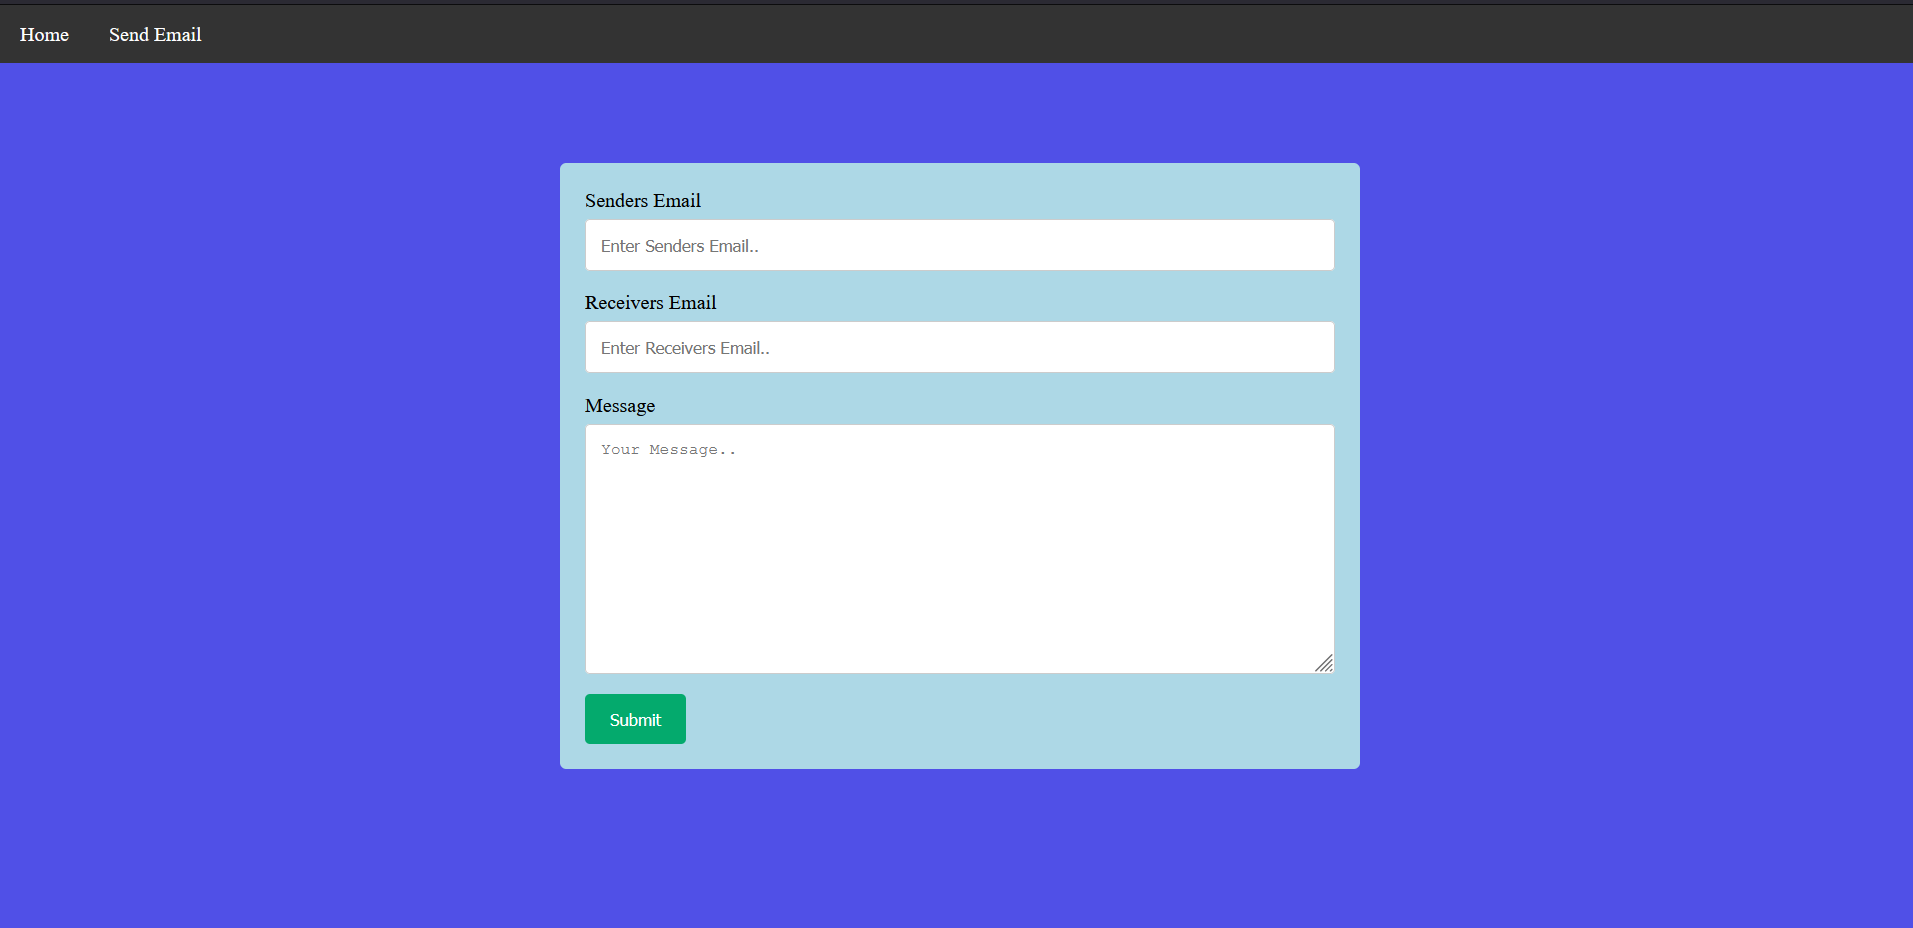 Home Send Email
Senders Email
Enter Senders Email..
Receivers Email
Enter Receivers Email..
Message
Your Message..
Submit